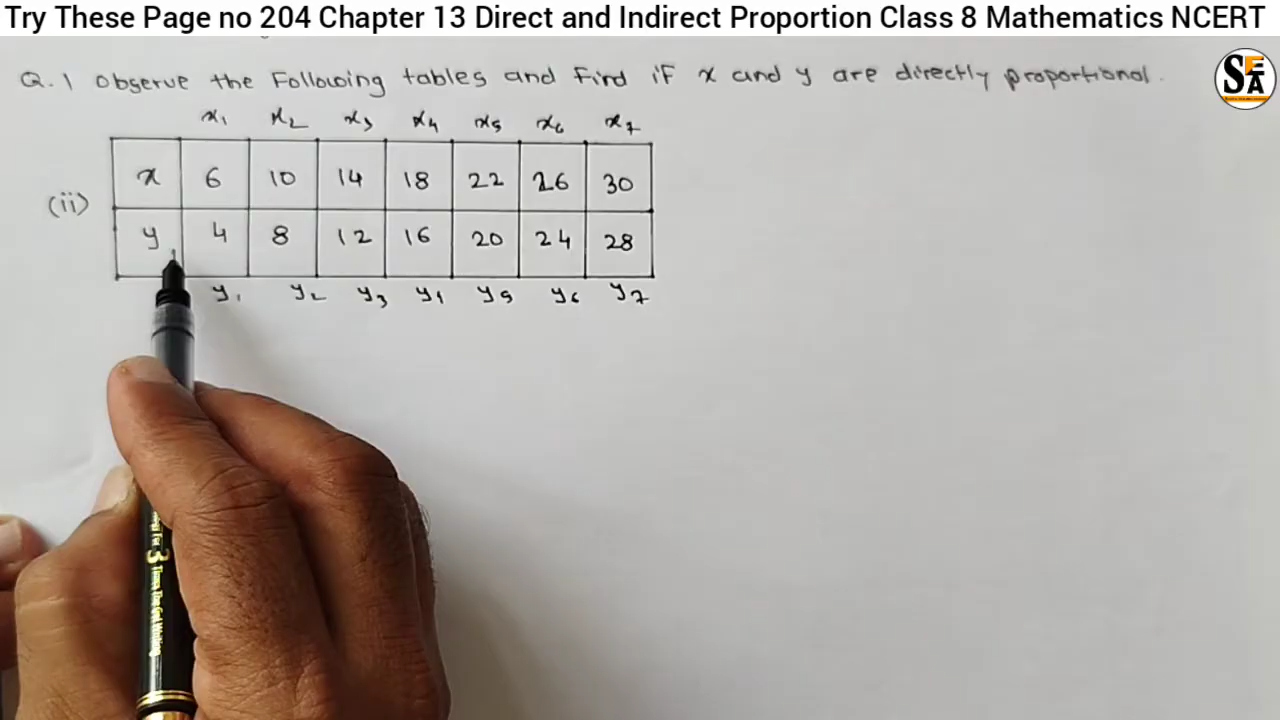 Try These Page no 204 Chapter 13 Direct and Indirect Proportion Class 8 Mathematics NCERT
SFA
Q.1 Observe the Following tables and find if x and y are directly proportional.
x1 x2 x3 x4 x5 x6 x7
(ii)
x 6 10 14 18 22 26 30
y 4 8 12 16 20 24 28
y1 y2 y3 y4 y5 y6 y7
3 Times